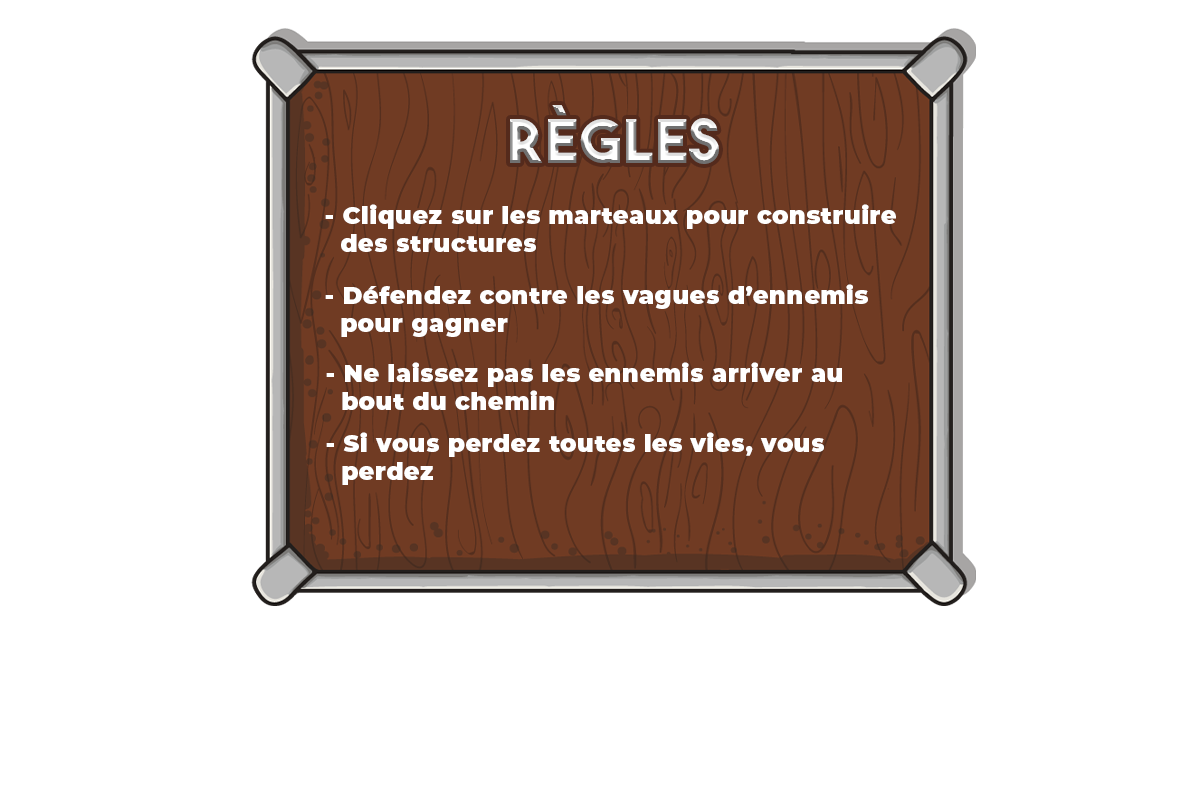 RÈGLES
- Cliquez sur les marteaux pour construire
des structures
- Défendez contre les vagues d’ennemis
pour gagner
- Ne laissez pas les ennemis arriver au
bout du chemin
- Si vous perdez toutes les vies, vous
perdez